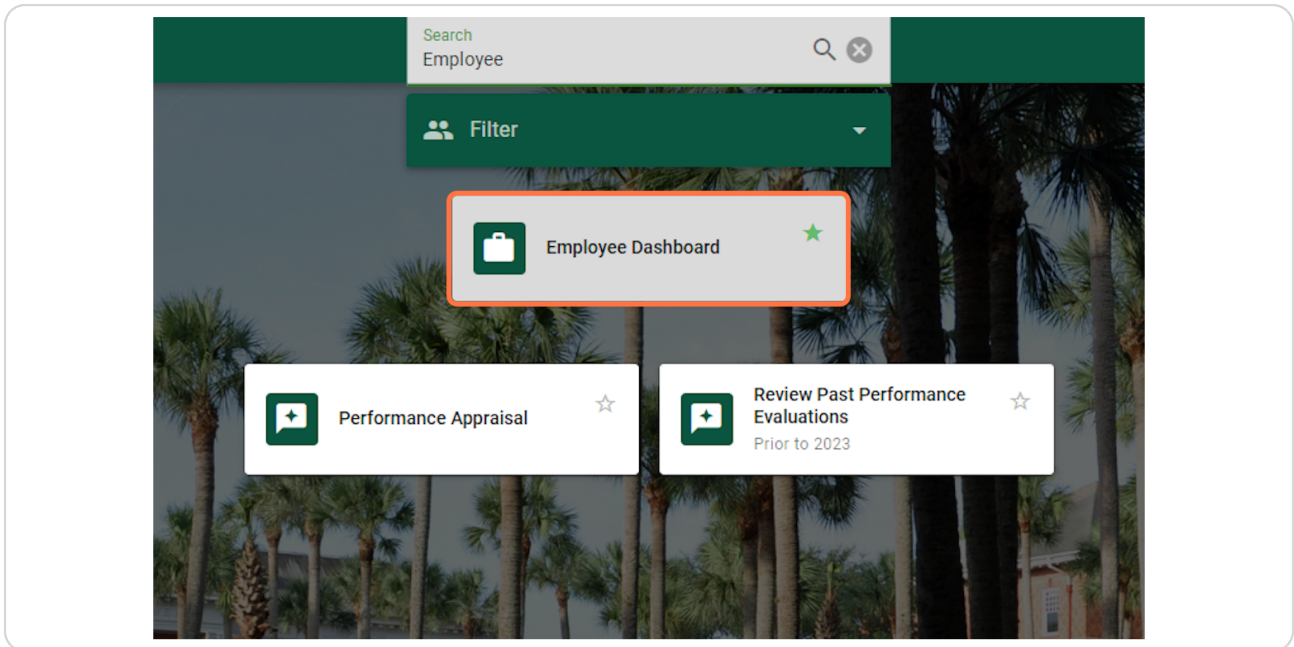 Search
Employee
Filter
Employee Dashboard
Performance Appraisal
Review Past Performance
Evaluations
Prior to 2023